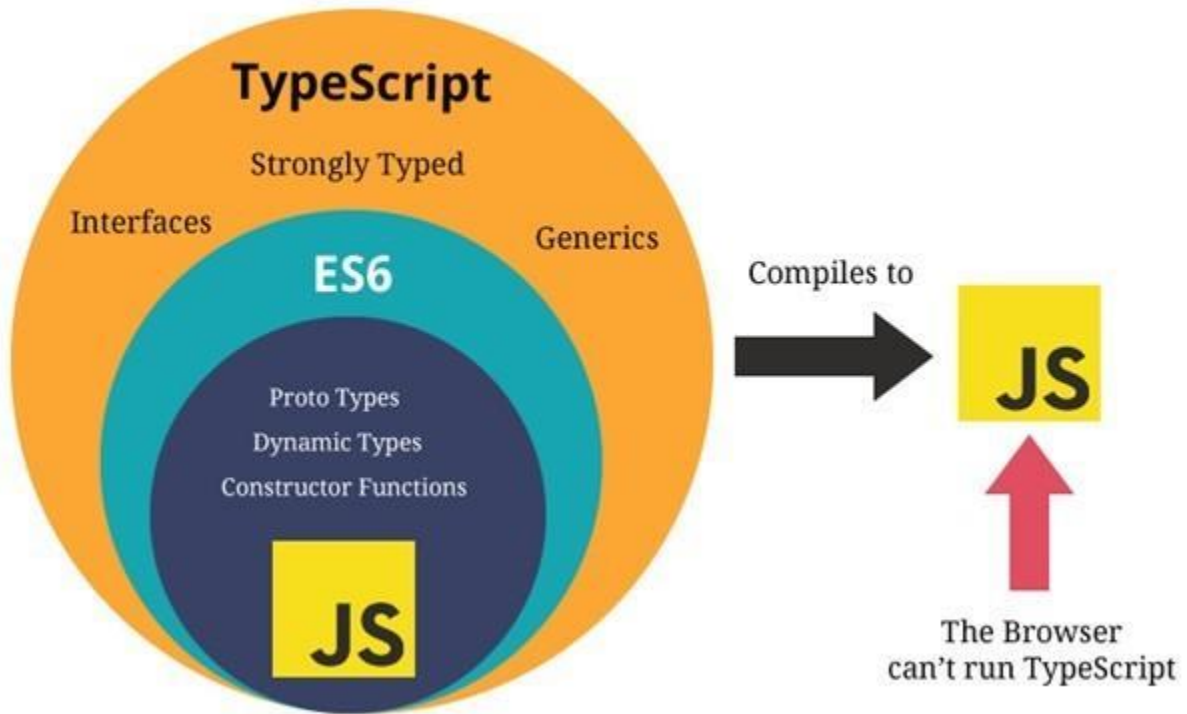 TypeScript
Strongly Typed
Interfaces
Generics
ES6
Proto Types
Dynamic Types
Constructor Functions
JS
Compiles to
JS
The Browser
can't run TypeScript